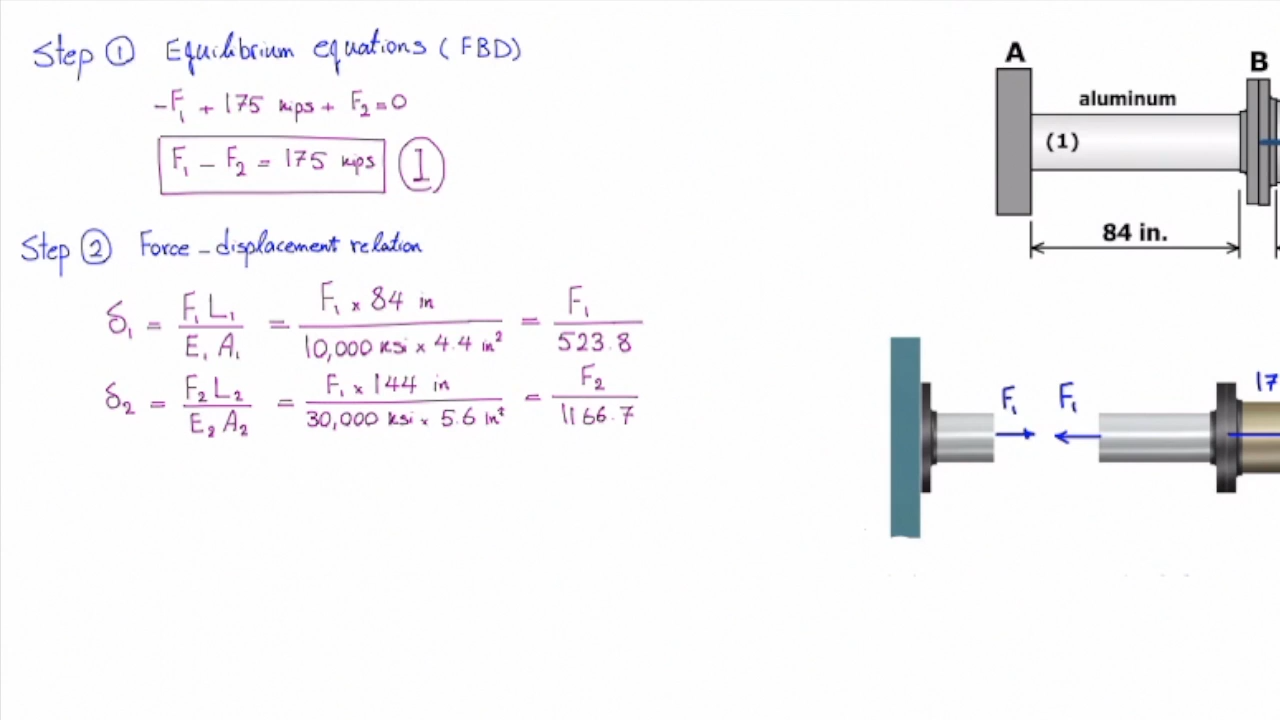 Step ① Equilibrium equations (FBD)
-F₁ + 175 kips + F₂ = 0
F₁ - F₂ = 175 kips I
Step ② Force - displacement relation
δ₁ = F₁ L₁ / E₁ A₁ = F₁ × 84 in / 10,000 ksi × 4.4 in² = F₁ / 523.8
δ₂ = F₂ L₂ / E₂ A₂ = F₁ × 144 in / 30,000 ksi × 5.6 in² = F₂ / 1166.7
A
B
aluminum
(1)
84 in.
F₁ F₁ 17